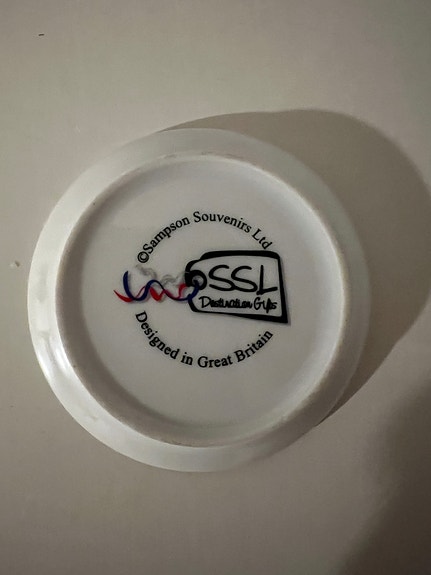 ©Sampson Souvenirs Ltd
SSL
Destination Gifts
Designed in Great Britain